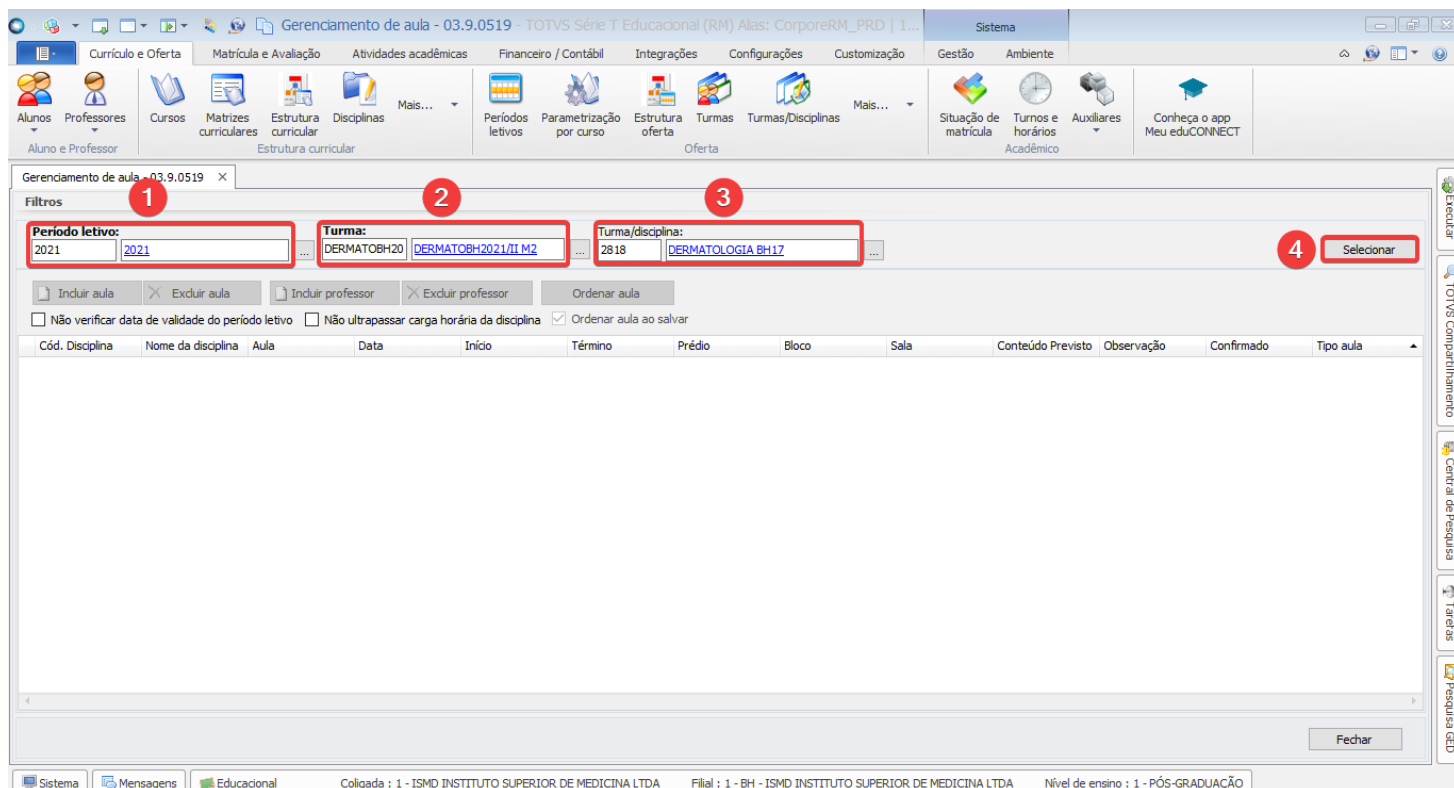 Gerenciamento de aula - 03.9.0519 - TOTVS Série T Educacional (RM) Alias: CorporeRM_PRD | 1...
Sistema
Currículo e Oferta Matrícula e Avaliação Atividades acadêmicas Financeiro / Contábil Integrações Configurações Customização Gestão Ambiente
Alunos Professores Cursos Matrizes curriculares Estrutura curricular Disciplinas Mais... Períodos letivos Parametrização por curso Estrutura oferta Turmas Turmas/Disciplinas Mais... Situação de matrícula Turnos e horários Auxiliares Conheça o app Meu eduCONNECT
Aluno e Professor Estrutura curricular Oferta Acadêmico
Gerenciamento de aula - 03.9.0519
1 2 3
Filtros
Período letivo: Turma: Turma/disciplina:
2021 2021 ... DERMATOBH20 DERMATOBH2021/II M2 ... 2818 DERMATOLOGIA BH17 ... 4 Selecionar
Incluir aula Excluir aula Incluir professor Excluir professor Ordenar aula
Não verificar data de validade do período letivo Não ultrapassar carga horária da disciplina Ordenar aula ao salvar
Cód. Disciplina Nome da disciplina Aula Data Início Término Prédio Bloco Sala Conteúdo Previsto Observação Confirmado Tipo aula
Fechar
Executar
TOTVS Compartilhamento
Central de Pesquisa
Tarefas
Pesquisa GED
Sistema Mensagens Educacional Coligada : 1 - ISMD INSTITUTO SUPERIOR DE MEDICINA LTDA Filial : 1 - BH - ISMD INSTITUTO SUPERIOR DE MEDICINA LTDA Nível de ensino : 1 - PÓS-GRADUAÇÃO